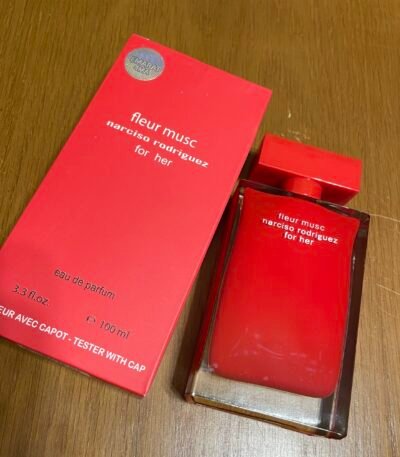 fleur musc
narciso rodriguez
for her
eau de parfum
3.3 fl.oz.
℮ 100 ml
EUR AVEC CAPOT - TESTER WITH CAP
fleur musc
narciso rodriguez
for her